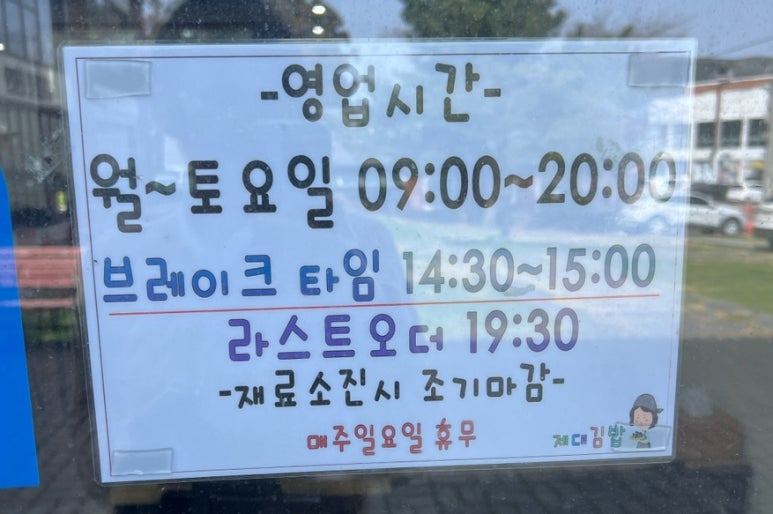 -영업시간-
월~토요일 09:00~20:00
브레이크 타임 14:30~15:00
라스트오더 19:30
-재료소진시 조기마감-
매주일요일 휴무
제대김밥